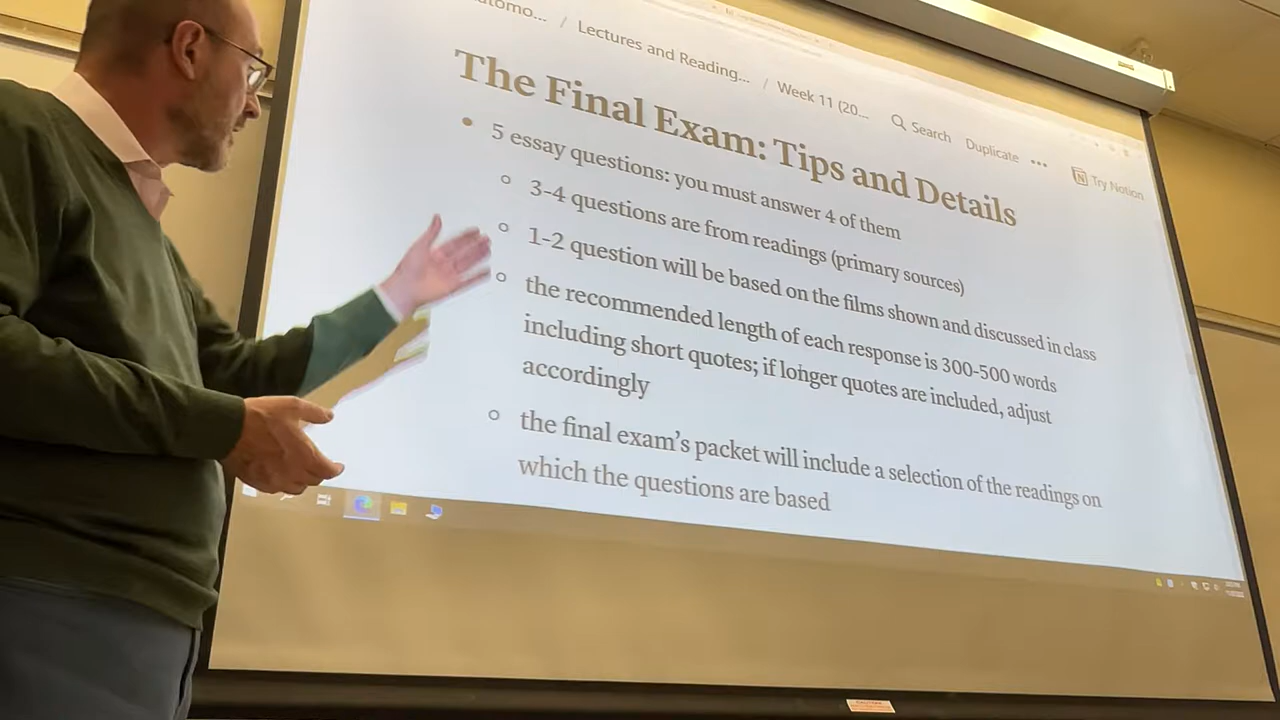 utomo... / Lectures and Reading... / Week 11 (20...
Search Duplicate ••• Try Notion
The Final Exam: Tips and Details
• 5 essay questions: you must answer 4 of them
○ 3-4 questions are from readings (primary sources)
○ 1-2 question will be based on the films shown and discussed in class
○ the recommended length of each response is 300-500 words
including short quotes; if longer quotes are included, adjust
accordingly
○ the final exam's packet will include a selection of the readings on
which the questions are based